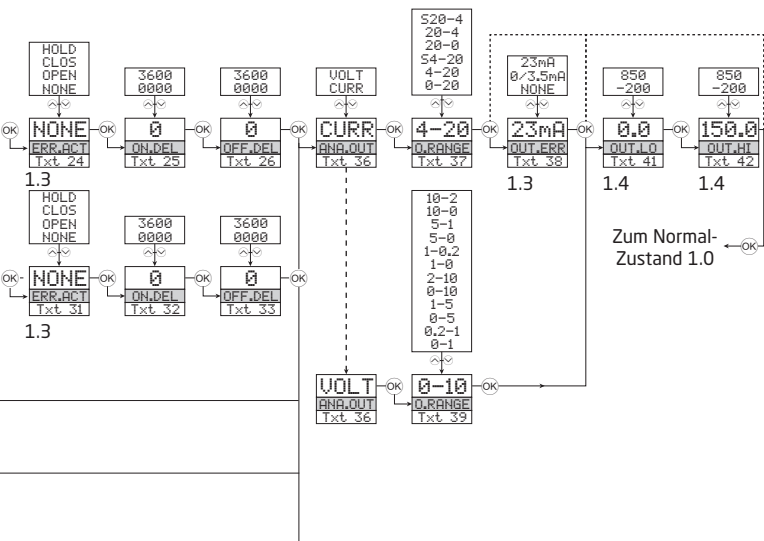 HOLD
CLOS
OPEN
NONE
OK
NONE
ERR.ACT
Txt 24
1.3
3600
0000
OK
0
ON.DEL
Txt 25
3600
0000
OK
0
OFF.DEL
Txt 26
OK
VOLT
CURR
CURR
ANA.OUT
Txt 36
OK
S20-4
20-4
20-0
S4-20
4-20
0-20
4-20
O.RANGE
Txt 37
OK
23mA
0/3.5mA
NONE
23mA
OUT.ERR
Txt 38
1.3
OK
850
-200
0.0
OUT.LO
Txt 41
1.4
OK
850
-200
150.0
OUT.HI
Txt 42
1.4
Zum Normal-
Zustand 1.0
OK
HOLD
CLOS
OPEN
NONE
OK-
NONE
ERR.ACT
Txt 31
1.3
OK
3600
0000
0
ON.DEL
Txt 32
OK
3600
0000
0
OFF.DEL
Txt 33
OK
10-2
10-0
5-1
5-0
1-0.2
1-0
2-10
0-10
1-5
0-5
0.2-1
0-1
VOLT
ANA.OUT
Txt 36
OK
0-10
O.RANGE
Txt 39
OK